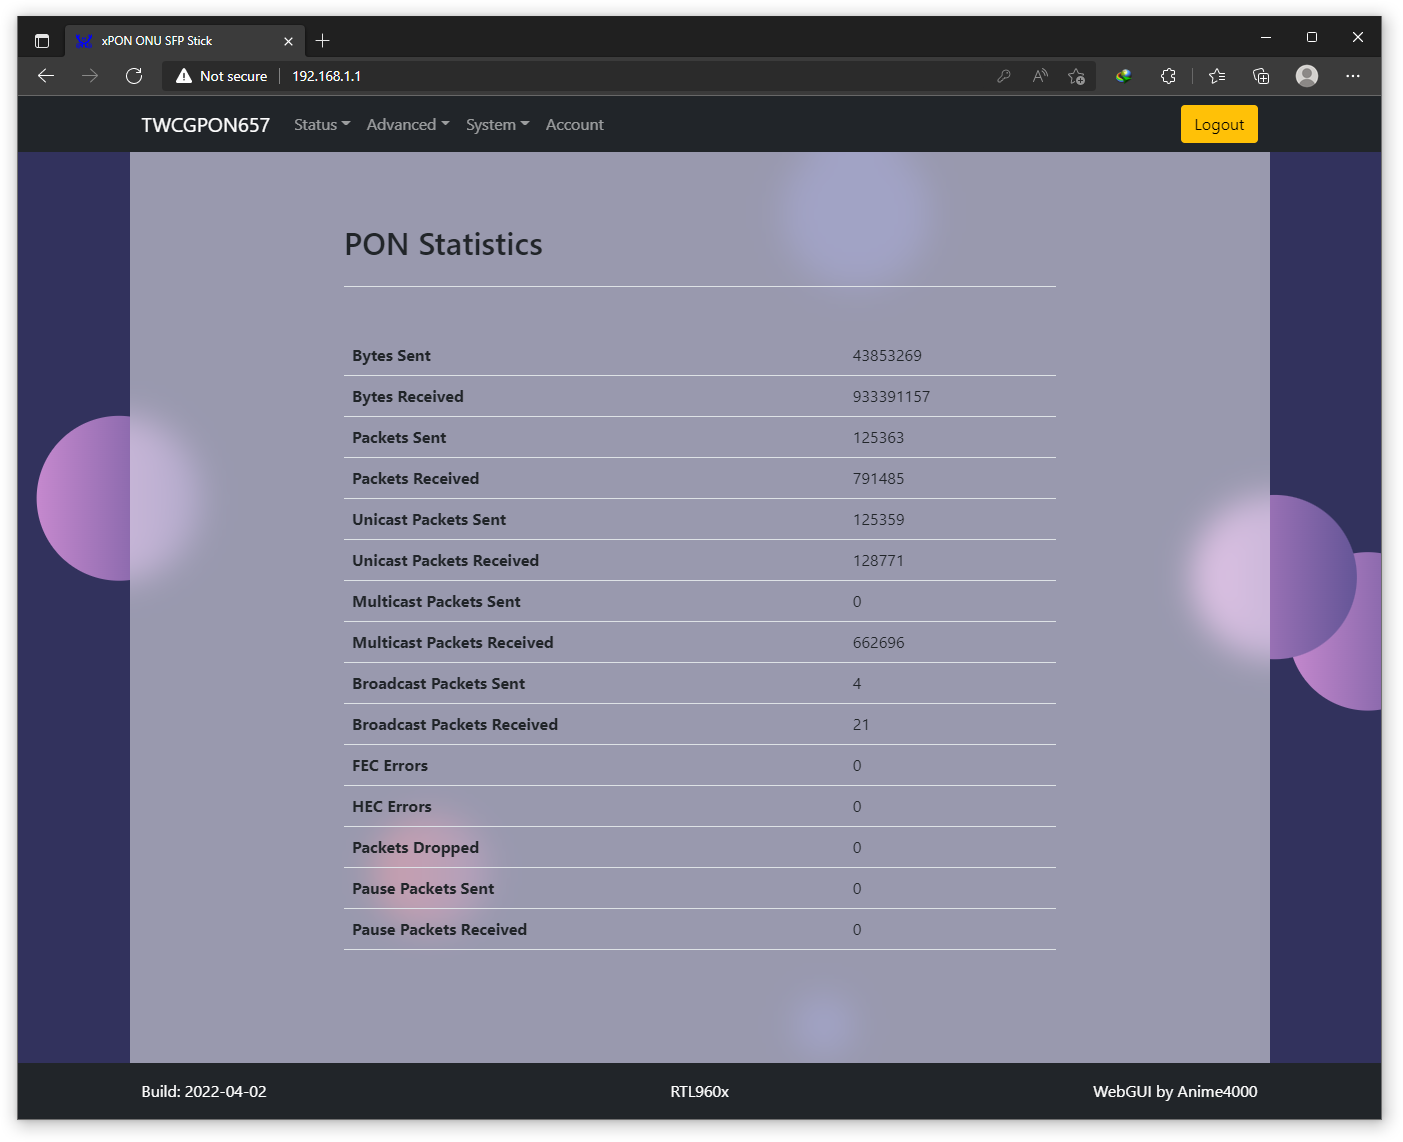 xPON ONU SFP Stick
Not secure 192.168.1.1
TWCGPON657 Status Advanced System Account Logout
PON Statistics
Bytes Sent 43853269
Bytes Received 933391157
Packets Sent 125363
Packets Received 791485
Unicast Packets Sent 125359
Unicast Packets Received 128771
Multicast Packets Sent 0
Multicast Packets Received 662696
Broadcast Packets Sent 4
Broadcast Packets Received 21
FEC Errors 0
HEC Errors 0
Packets Dropped 0
Pause Packets Sent 0
Pause Packets Received 0
Build: 2022-04-02 RTL960x WebGUI by Anime4000